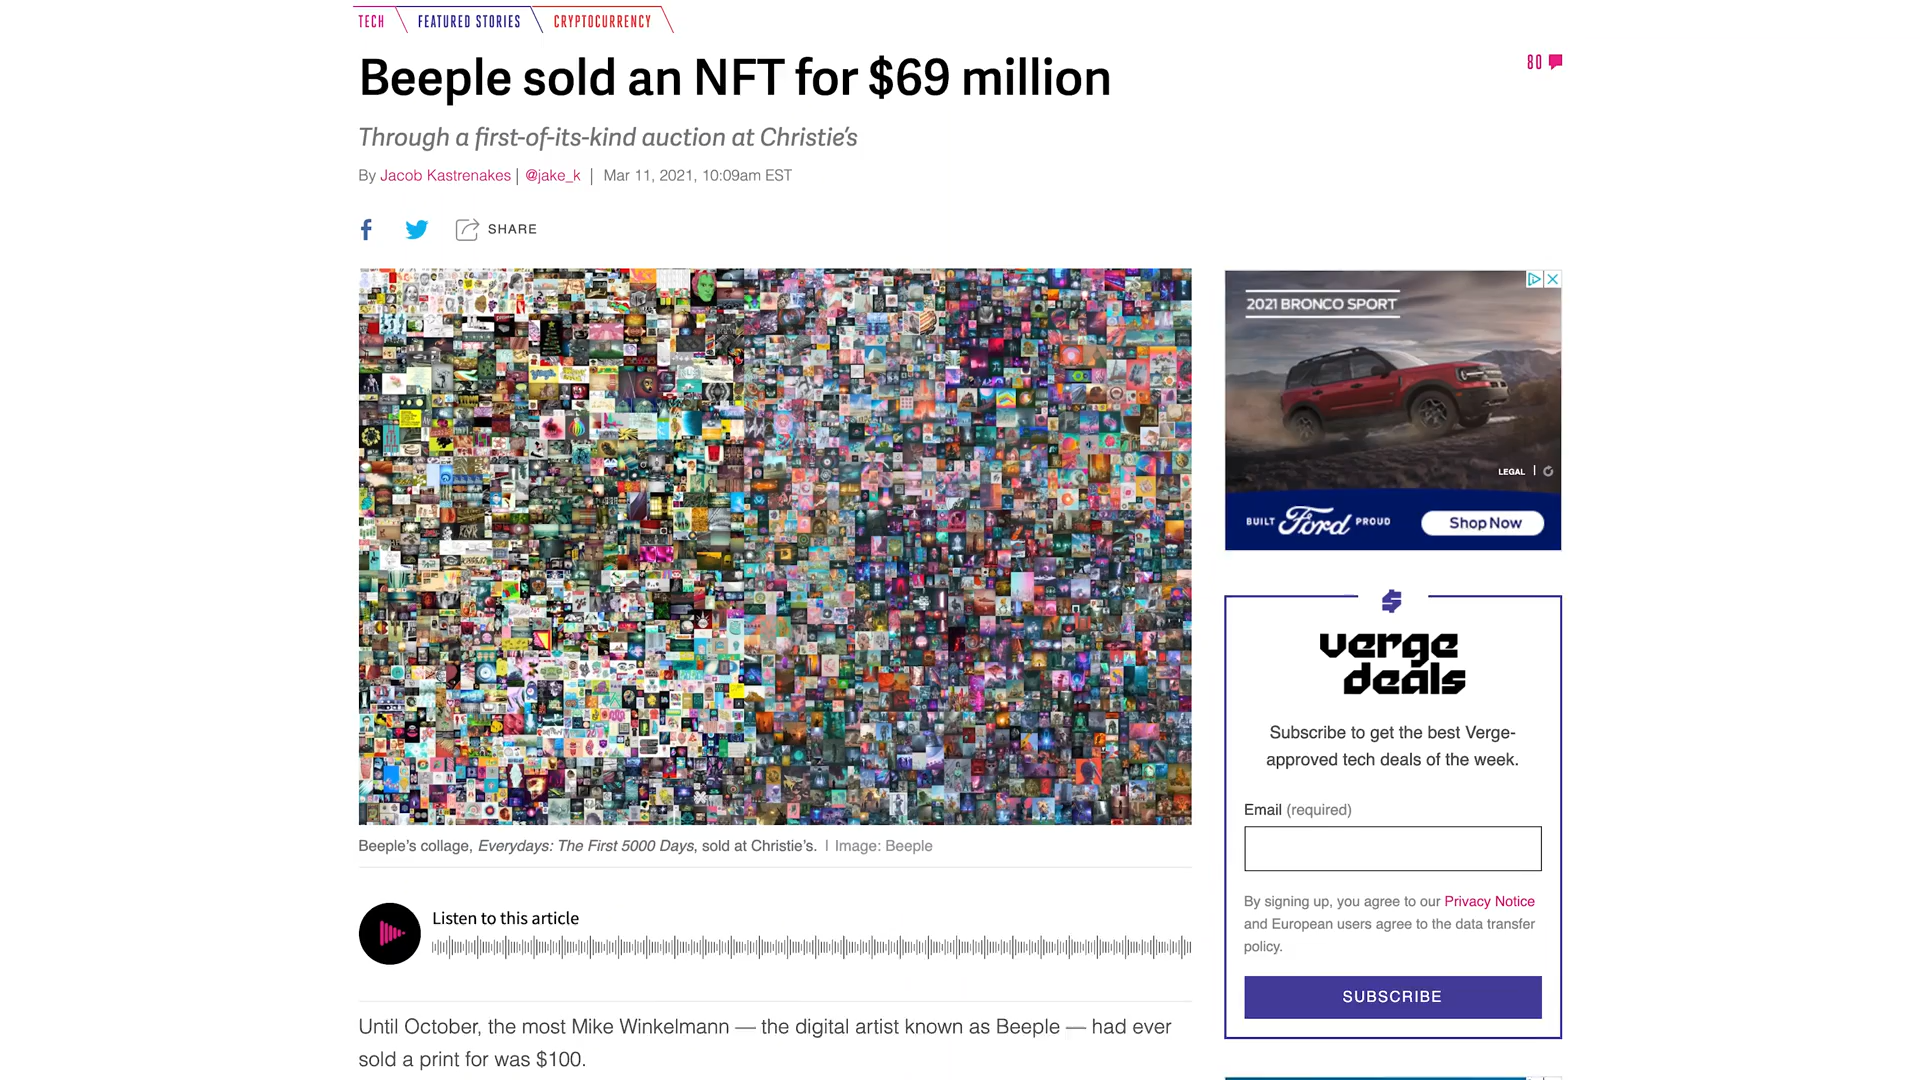 TECH FEATURED STORIES CRYPTOCURRENCY
Beeple sold an NFT for $69 million
80
Through a first-of-its-kind auction at Christie's
By Jacob Kastrenakes | @jake_k | Mar 11, 2021, 10:09am EST
SHARE
2021 BRONCO SPORT
LEGAL
BUILT Ford PROUD
Shop Now
verge
deals
Subscribe to get the best Verge-
approved tech deals of the week.
Email (required)
By signing up, you agree to our Privacy Notice
and European users agree to the data transfer
policy.
SUBSCRIBE
Beeple's collage, Everydays: The First 5000 Days, sold at Christie's. | Image: Beeple
Listen to this article
Until October, the most Mike Winkelmann — the digital artist known as Beeple — had ever
sold a print for was $100.